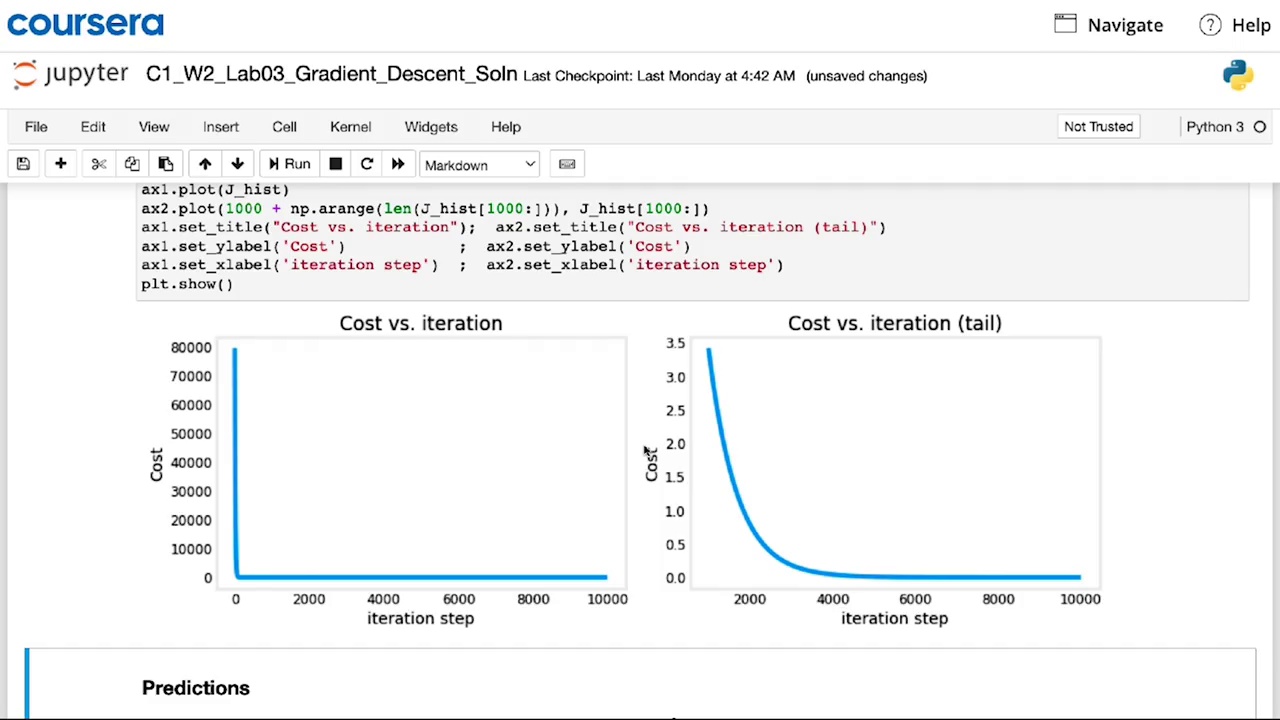 coursera
Navigate
Help
jupyter C1_W2_Lab03_Gradient_Descent_Soln Last Checkpoint: Last Monday at 4:42 AM (unsaved changes)
File Edit View Insert Cell Kernel Widgets Help
Not Trusted
Python 3
Run
Markdown
ax1.plot(J_hist)
ax2.plot(1000 + np.arange(len(J_hist[1000:])), J_hist[1000:])
ax1.set_title("Cost vs. iteration"); ax2.set_title("Cost vs. iteration (tail)")
ax1.set_ylabel('Cost') ; ax2.set_ylabel('Cost')
ax1.set_xlabel('iteration step') ; ax2.set_xlabel('iteration step')
plt.show()
Cost vs. iteration
80000
70000
60000
50000
40000
30000
20000
10000
0
Cost
0 2000 4000 6000 8000 10000
iteration step
Cost vs. iteration (tail)
3.5
3.0
2.5
2.0
1.5
1.0
0.5
0.0
Cost
2000 4000 6000 8000 10000
iteration step
Predictions